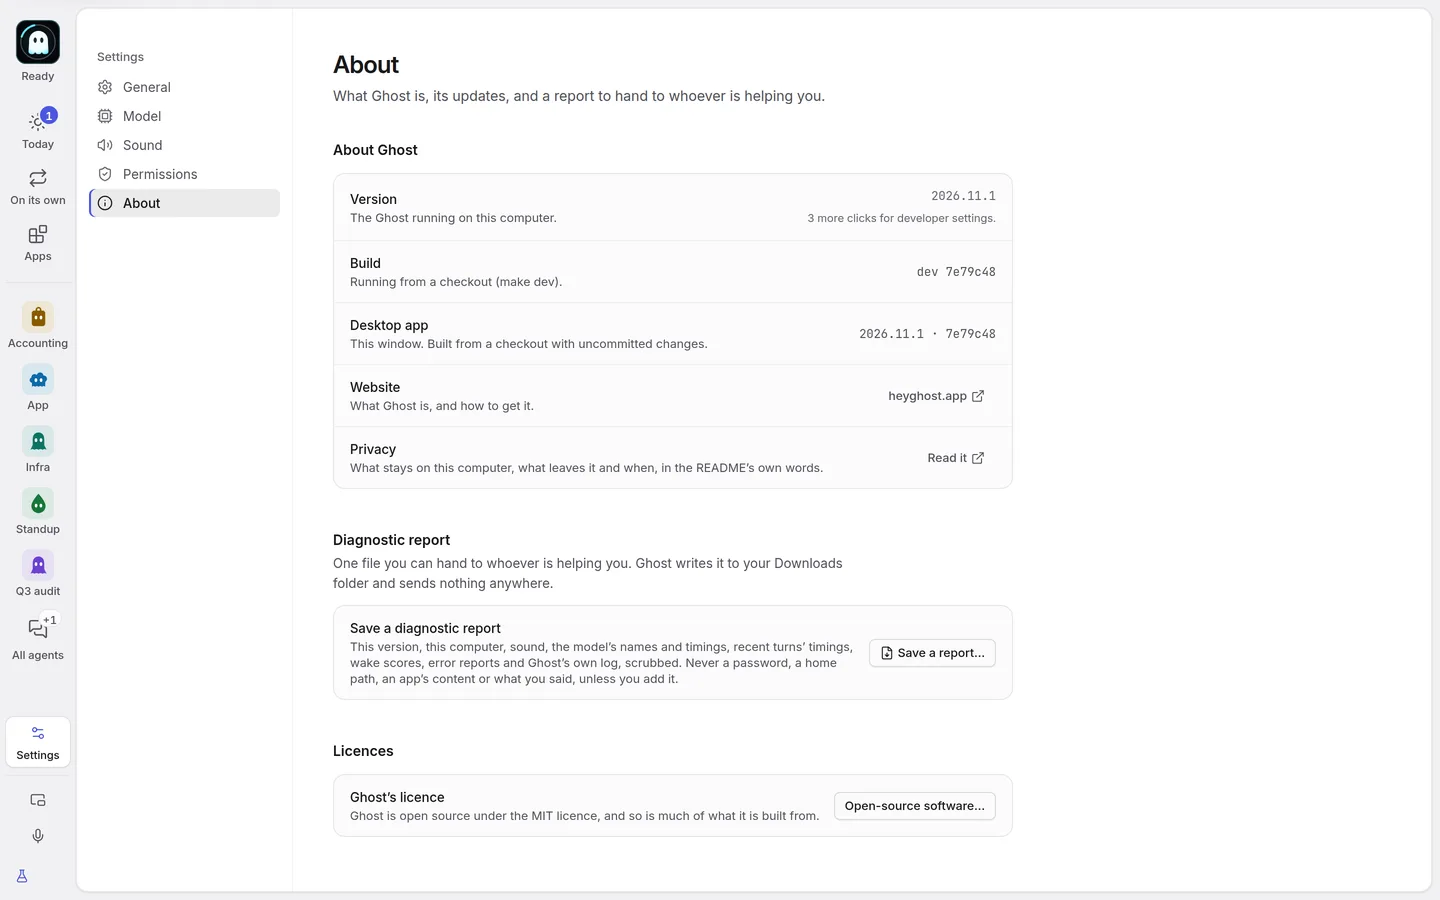 Ready
1
Today
On its own
Apps
Accounting
App
Infra
Standup
Q3 audit
+1
All agents
Settings
Settings
General
Model
Sound
Permissions
About
About
What Ghost is, its updates, and a report to hand to whoever is helping you.
About Ghost
Version
The Ghost running on this computer.
2026.11.1
3 more clicks for developer settings.
Build
Running from a checkout (make dev).
dev 7e79c48
Desktop app
This window. Built from a checkout with uncommitted changes.
2026.11.1 · 7e79c48
Website
What Ghost is, and how to get it.
heyghost.app
Privacy
What stays on this computer, what leaves it and when, in the README’s own words.
Read it
Diagnostic report
One file you can hand to whoever is helping you. Ghost writes it to your Downloads
folder and sends nothing anywhere.
Save a diagnostic report
This version, this computer, sound, the model’s names and timings, recent turns’ timings,
wake scores, error reports and Ghost’s own log, scrubbed. Never a password, a home
path, an app’s content or what you said, unless you add it.
Save a report...
Licences
Ghost’s licence
Ghost is open source under the MIT licence, and so is much of what it is built from.
Open-source software...